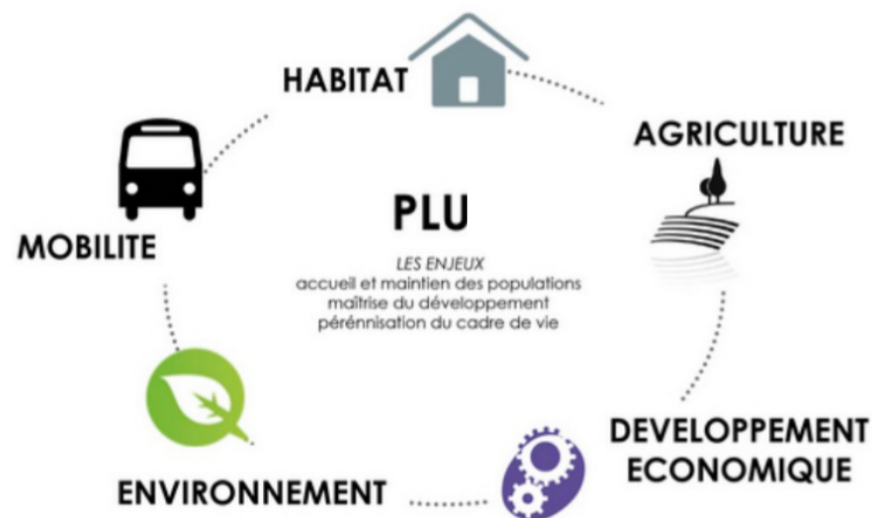 HABITAT
AGRICULTURE
MOBILITE
PLU
LES ENJEUX
accueil et maintien des populations
maîtrise du développement
pérénnisation du cadre de vie
DEVELOPPEMENT
ECONOMIQUE
ENVIRONNEMENT